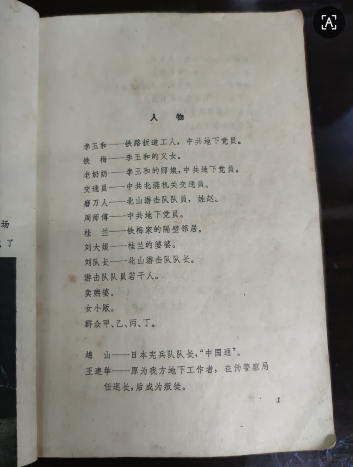 人 物
李玉和——铁路扳道工人，中共地下党员。
铁 梅——李玉和的义女。
老奶奶——李玉和的师娘，中共地下党员。
交通员——中共北满机关交通员。
磨刀人——北山游击队队员，姓赵。
周师傅——中共地下党员。
桂 兰——铁梅家的隔壁邻居。
刘大娘——桂兰的婆婆。
刘队长——北山游击队队长。
游击队队员若干人。
卖粥婆。
女小贩。
群众甲、乙、丙、丁。
鸠 山——日本宪兵队队长，“中国通”。
王连举——原为我方地下工作者，在伪警察局
任巡长，后成为叛徒。
1
场
了